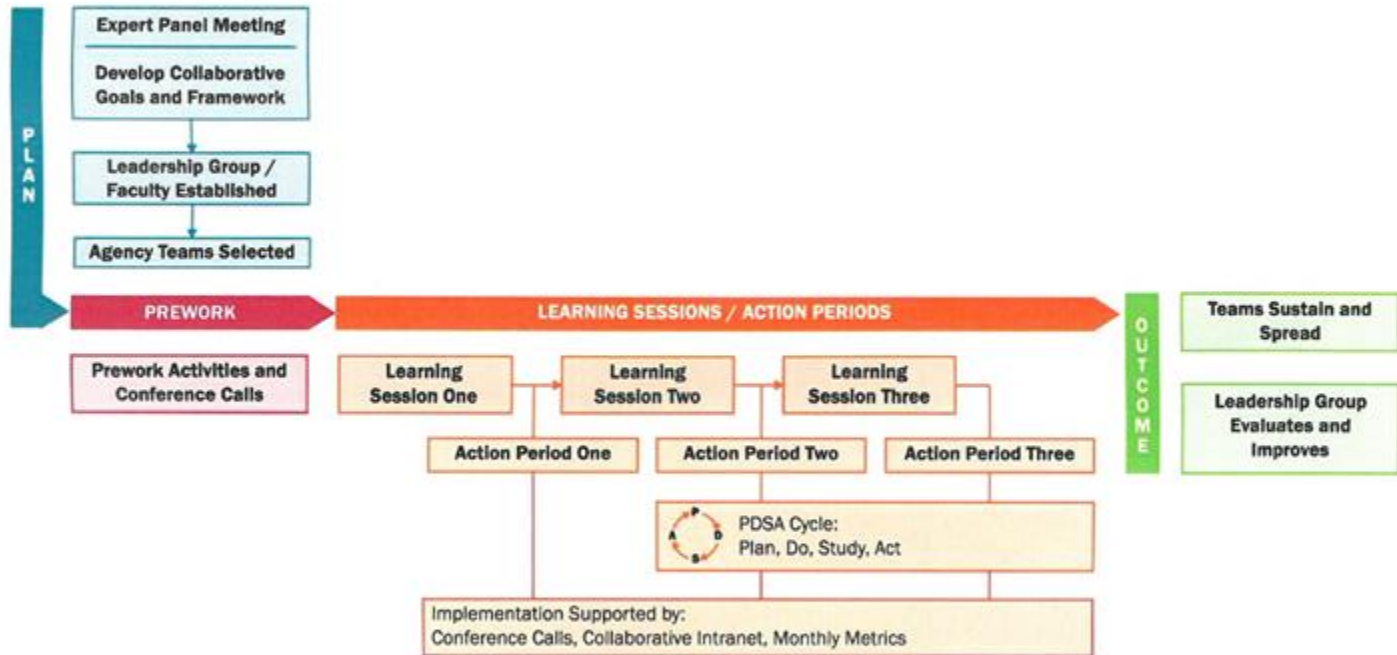 PLAN
Expert Panel Meeting
Develop Collaborative
Goals and Framework
Leadership Group /
Faculty Established
Agency Teams Selected
PREWORK
Prework Activities and
Conference Calls
LEARNING SESSIONS / ACTION PERIODS
Learning
Session One
Learning
Session Two
Learning
Session Three
Action Period One
Action Period Two
Action Period Three
P
D
S
A
PDSA Cycle:
Plan, Do, Study, Act
Implementation Supported by:
Conference Calls, Collaborative Intranet, Monthly Metrics
OUTCOME
Teams Sustain and
Spread
Leadership Group
Evaluates and
Improves